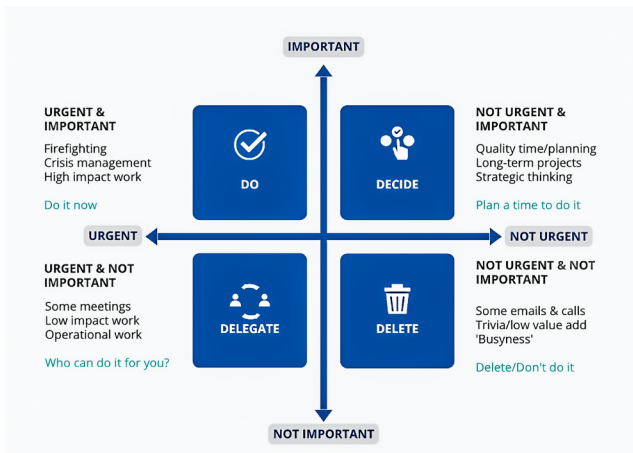 IMPORTANT
URGENT &
IMPORTANT
Firefighting
Crisis management
High impact work
Do it now
DO
DECIDE
NOT URGENT &
IMPORTANT
Quality time/planning
Long-term projects
Strategic thinking
Plan a time to do it
URGENT
NOT URGENT
URGENT & NOT
IMPORTANT
Some meetings
Low impact work
Operational work
Who can do it for you?
DELEGATE
DELETE
NOT URGENT & NOT
IMPORTANT
Some emails & calls
Trivia/low value add
'Busyness'
Delete/Don't do it
NOT IMPORTANT